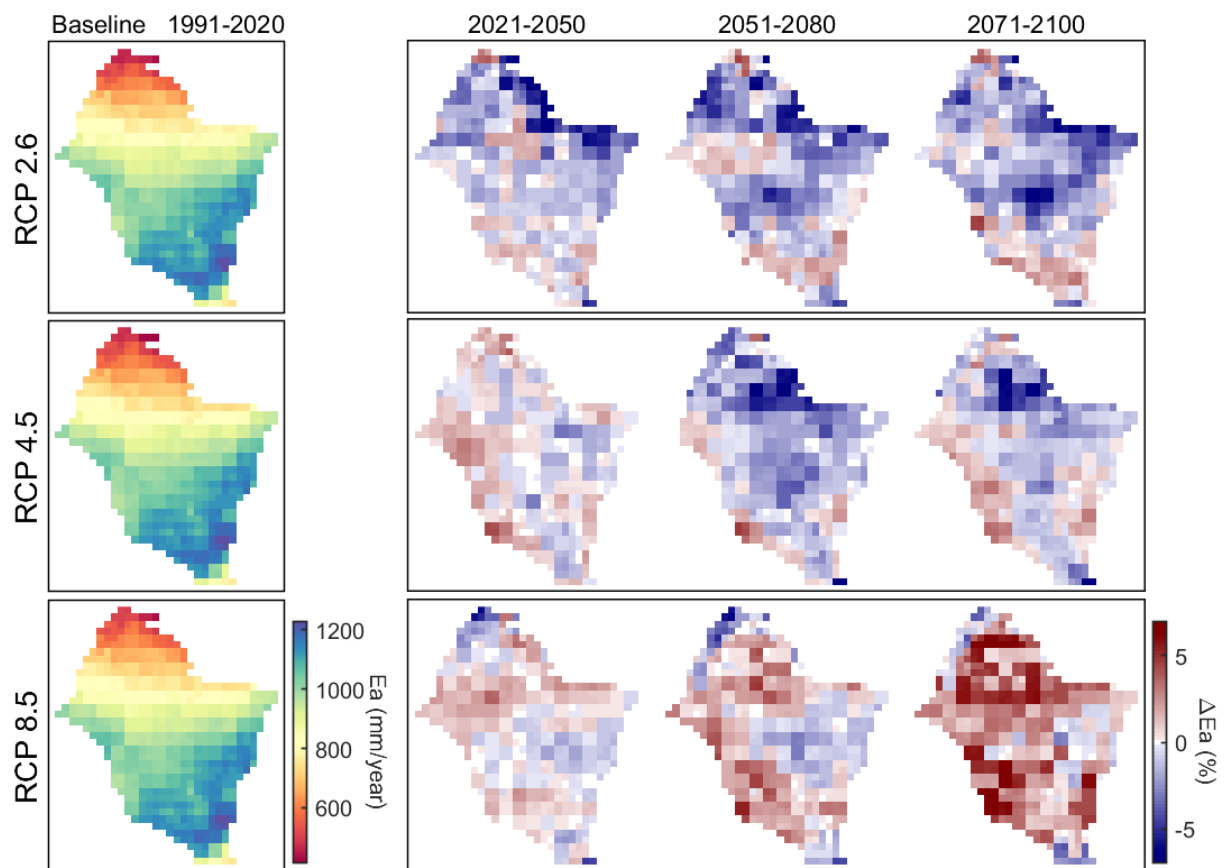 Baseline 1991-2020
2021-2050
2051-2080
2071-2100
RCP 2.6
RCP 4.5
RCP 8.5
1200
1000
800
600
Ea (mm/year)
5
0
-5
ΔEa (%)